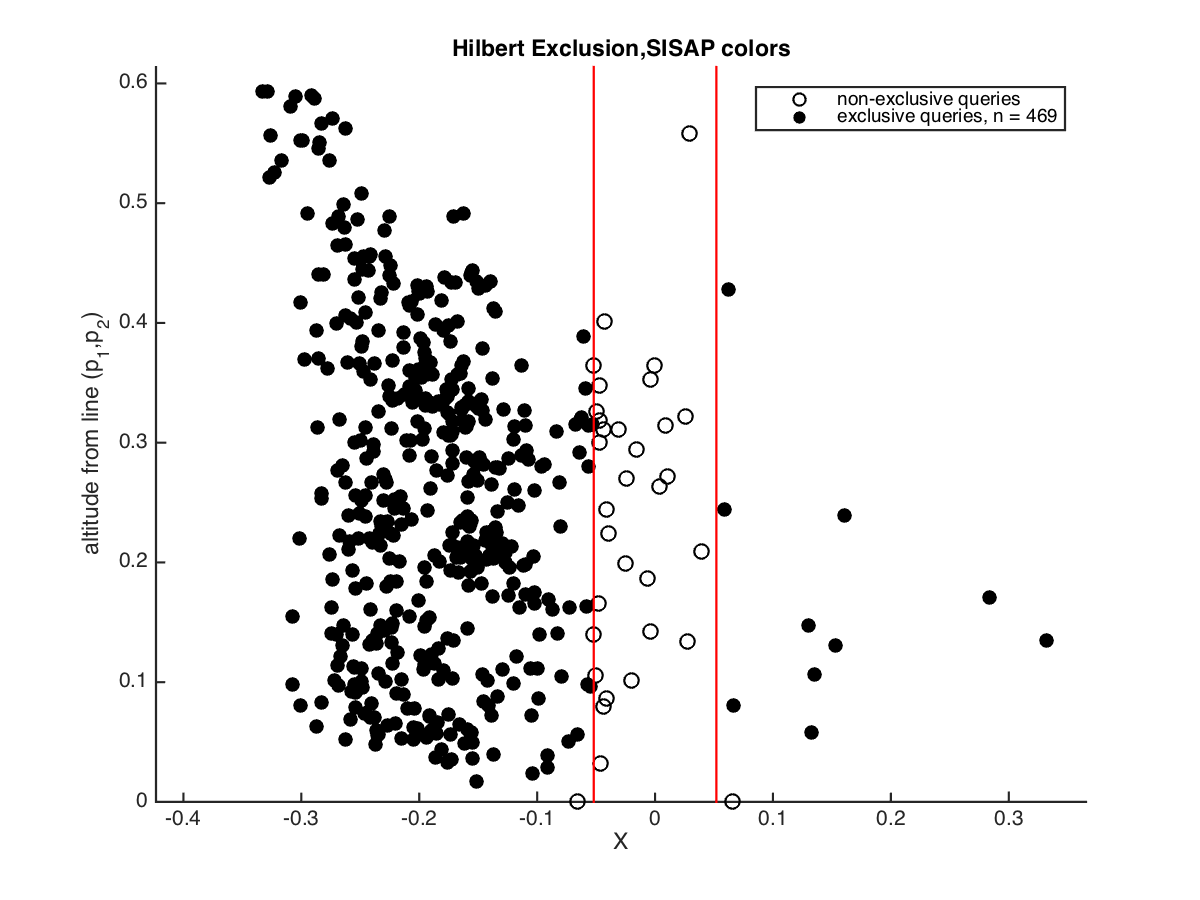 Hilbert Exclusion,SISAP colors
non-exclusive queries
exclusive queries, n = 469
altitude from line (p1,p2)
0.6
0.5
0.4
0.3
0.2
0.1
0
-0.4 -0.3 -0.2 -0.1 0 0.1 0.2 0.3
X